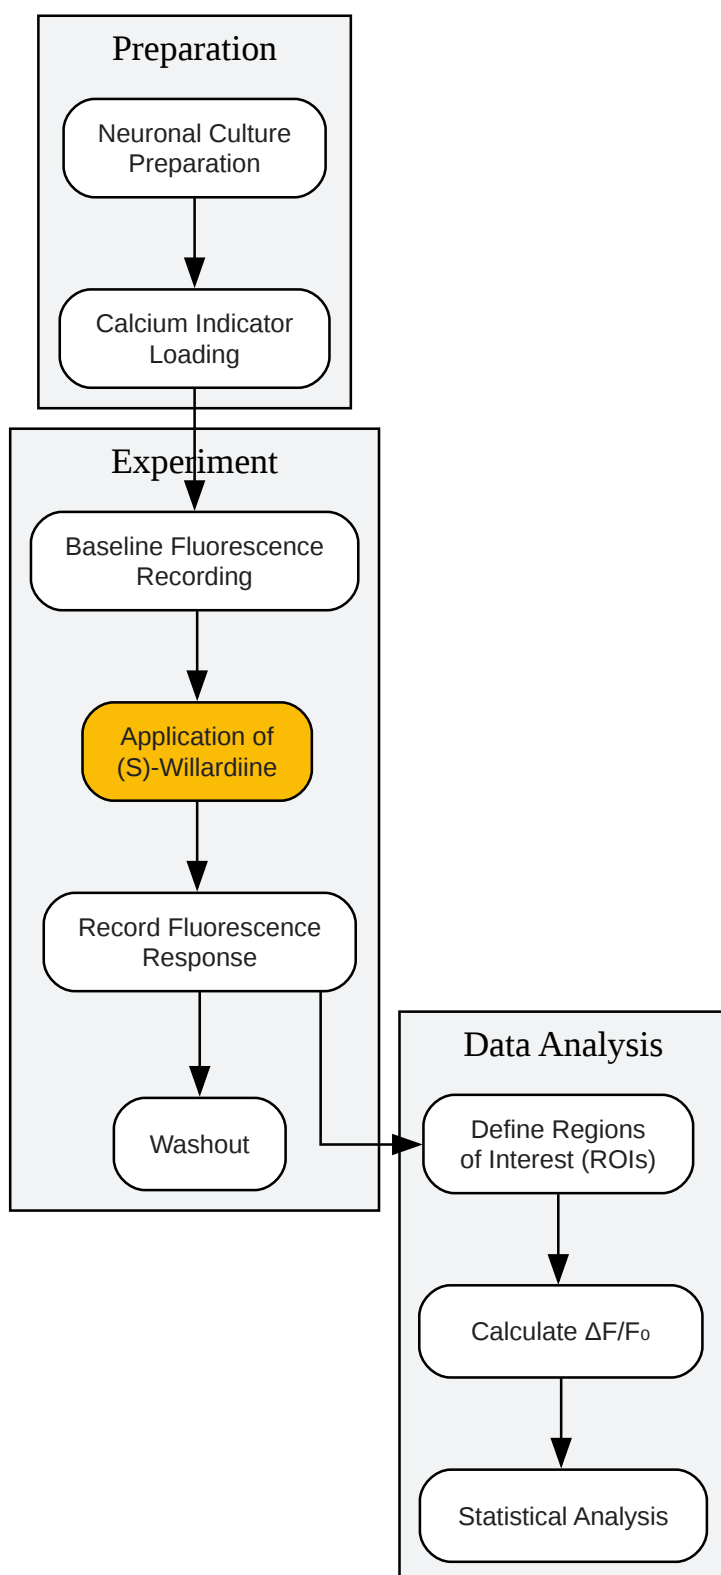 Preparation
Neuronal Culture
Preparation
Calcium Indicator
Loading
Experiment
Baseline Fluorescence
Recording
Application of
(S)-Willardiine
Record Fluorescence
Response
Washout
Data Analysis
Define Regions
of Interest (ROIs)
Calculate ΔF/F₀
Statistical Analysis